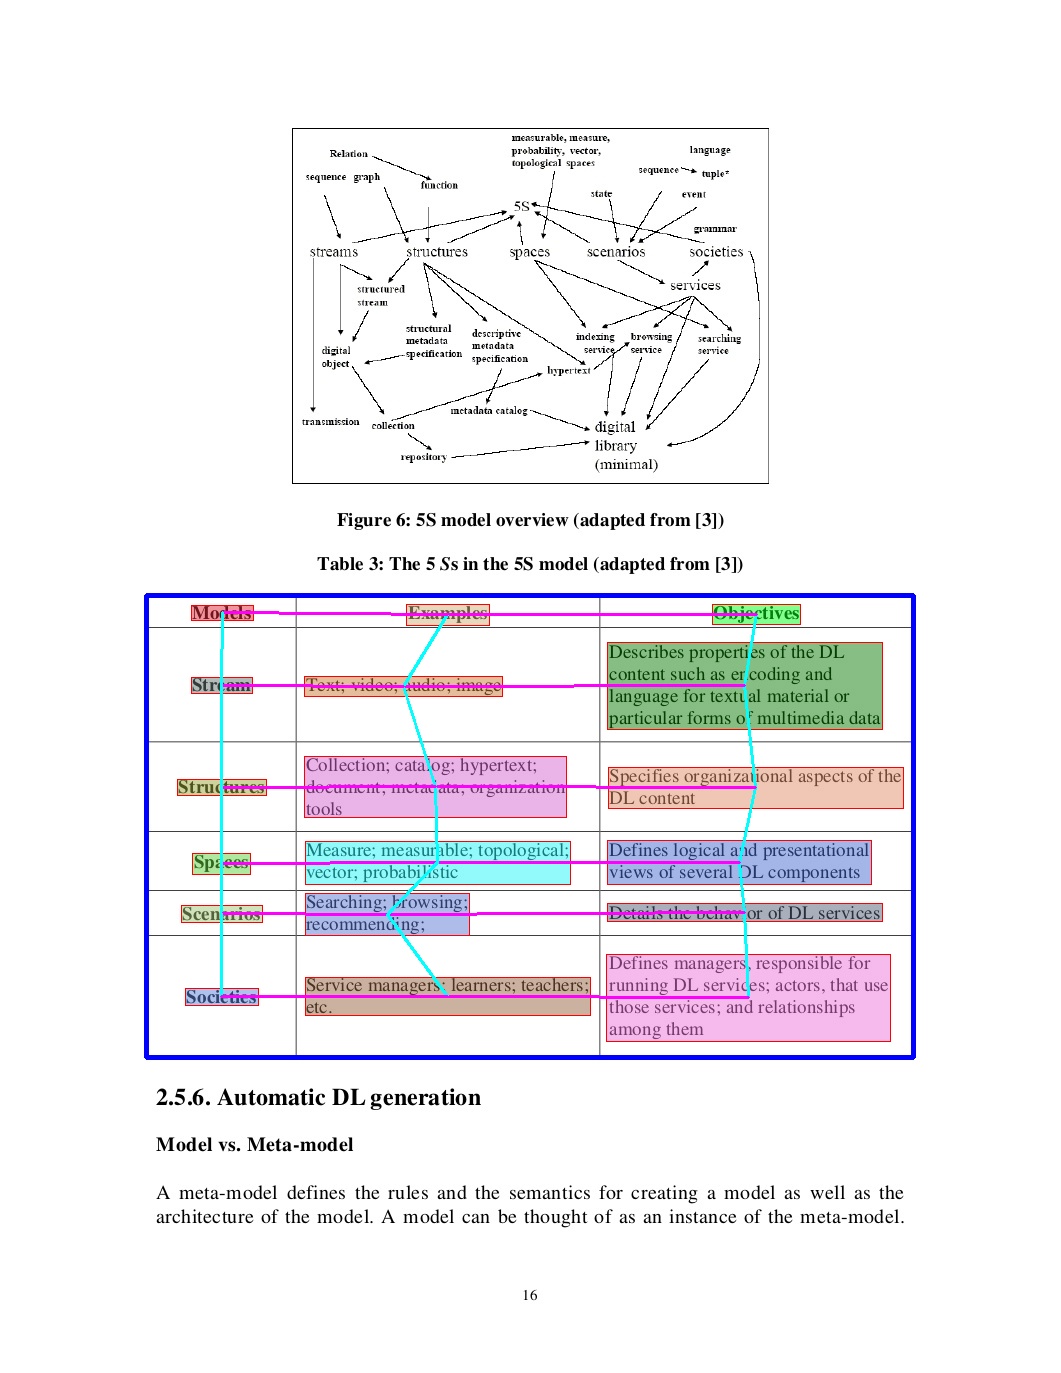 measurable, measure,
probability, vector,
topological spaces
language
Relation
sequence
tuple*
sequence graph
function
state
event
5S
grammar
streams
structures
spaces
scenarios
societies
services
structured
stream
structural
metadata
specification
descriptive
metadata
specification
indexing
service
browsing
service
searching
service
digital
object
hypertext
metadata catalog
transmission
collection
digital
library
(minimal)
repository
Figure 6: 5S model overview (adapted from [3])
Table 3: The 5 Ss in the 5S model (adapted from [3])
Models Examples Objectives
Stream
Text; video; audio; image
Describes properties of the DL
content such as encoding and
language for textual material or
particular forms of multimedia data
Structures
Collection; catalog; hypertext;
document; metadata; organization
tools
Specifies organizational aspects of the
DL content
Spaces
Measure; measurable; topological;
vector; probabilistic
Defines logical and presentational
views of several DL components
Scenarios
Searching; browsing;
recommending;
Details the behavior of DL services
Societies
Service managers; learners; teachers;
etc.
Defines managers, responsible for
running DL services; actors, that use
those services; and relationships
among them
2.5.6. Automatic DL generation
Model vs. Meta-model
A meta-model defines the rules and the semantics for creating a model as well as the
architecture of the model. A model can be thought of as an instance of the meta-model.
16